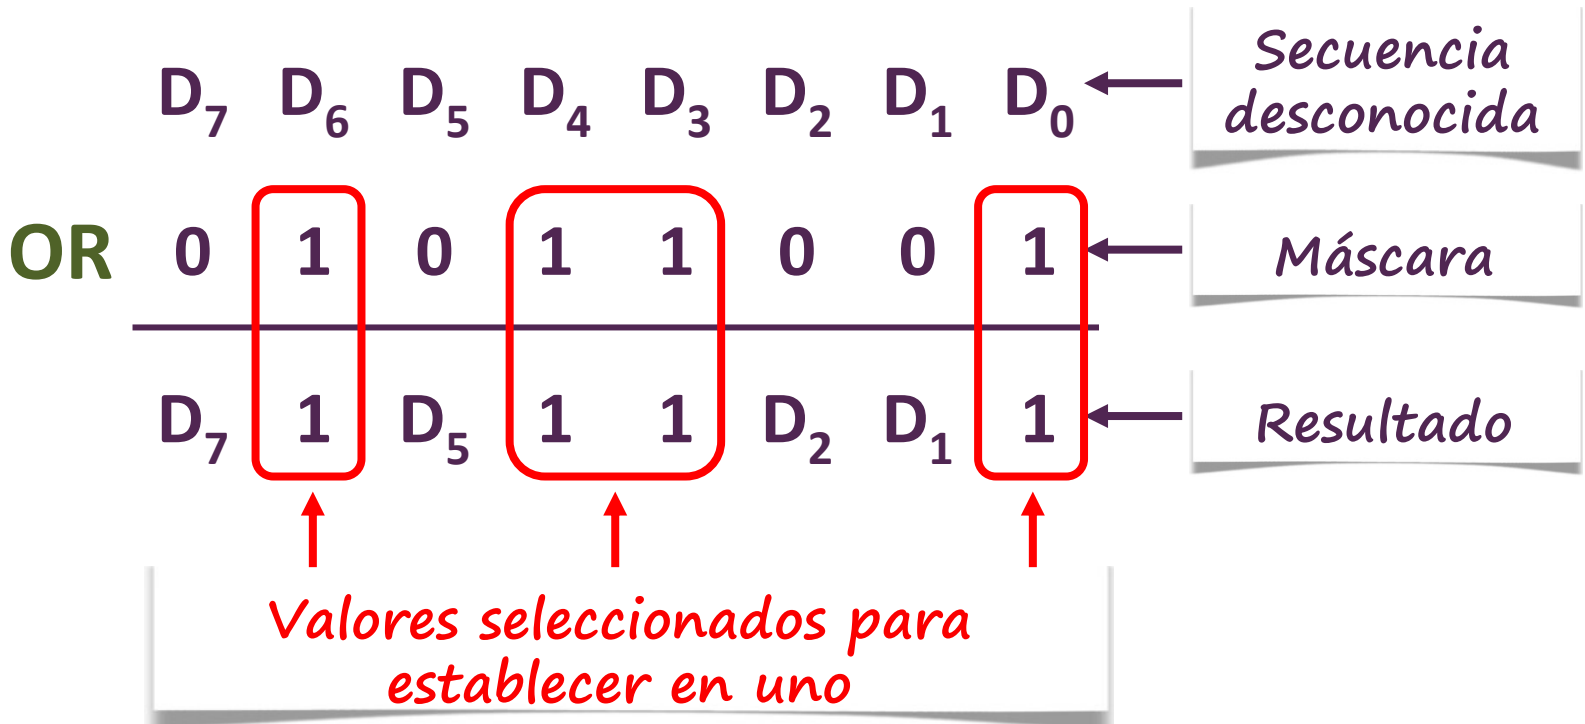 D₇ D₆ D₅ D₄ D₃ D₂ D₁ D₀
Secuencia
desconocida
OR 0 1 0 1 1 0 0 1
Máscara
D₇ 1 D₅ 1 1 D₂ D₁ 1
Resultado
Valores seleccionados para
establecer en uno